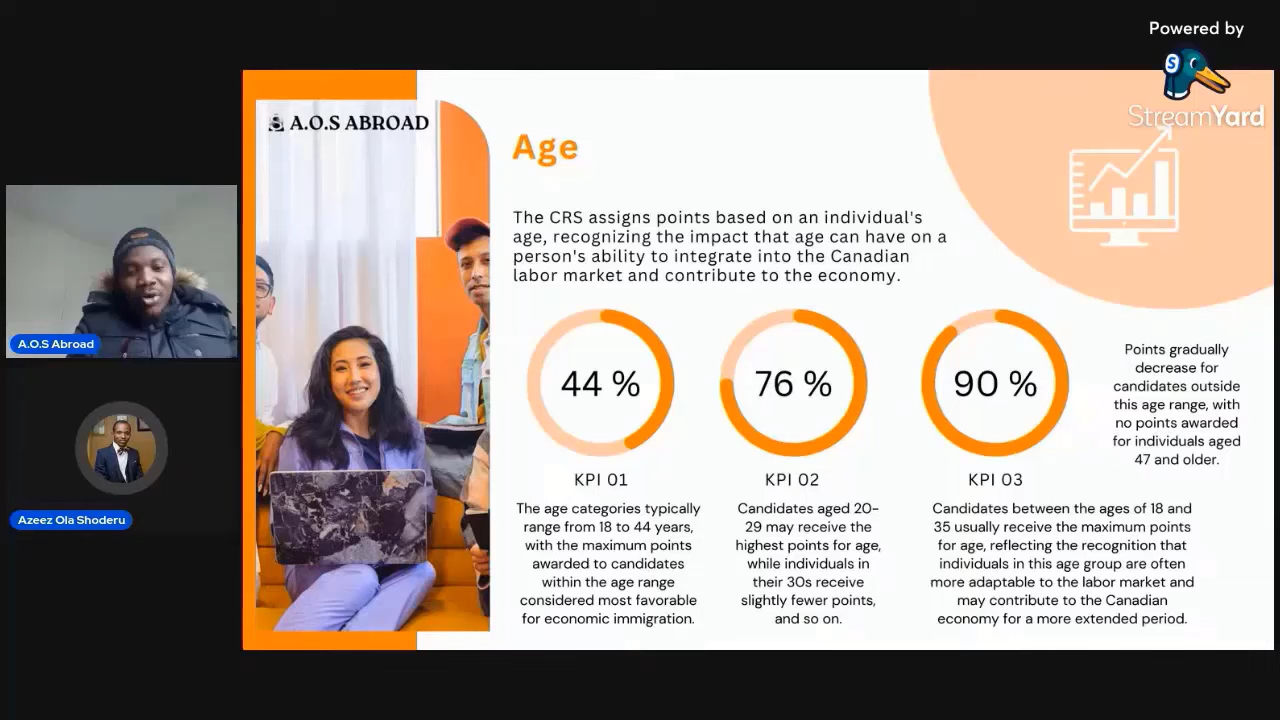 Powered by
StreamYard
A.O.S ABROAD
Age
The CRS assigns points based on an individual's
age, recognizing the impact that age can have on a
person's ability to integrate into the Canadian
labor market and contribute to the economy.
44 %
KPI 01
The age categories typically
range from 18 to 44 years,
with the maximum points
awarded to candidates
within the age range
considered most favorable
for economic immigration.
76 %
KPI 02
Candidates aged 20-
29 may receive the
highest points for age,
while individuals in
their 30s receive
slightly fewer points,
and so on.
90 %
KPI 03
Candidates between the ages of 18 and
35 usually receive the maximum points
for age, reflecting the recognition that
individuals in this age group are often
more adaptable to the labor market and
may contribute to the Canadian
economy for a more extended period.
Points gradually
decrease for
candidates outside
this age range, with
no points awarded
for individuals aged
47 and older.
A.O.S Abroad
Azeez Ola Shoderu